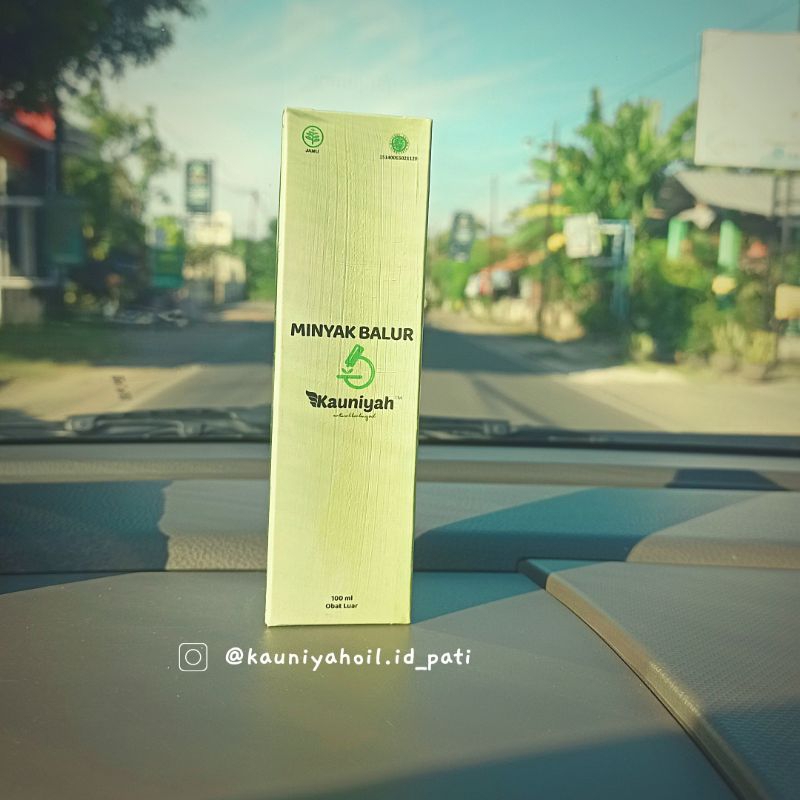 JAMU
MINYAK BALUR
Kauniyah
100 ml
Obat Luar
@kauniyahoil.id_pati